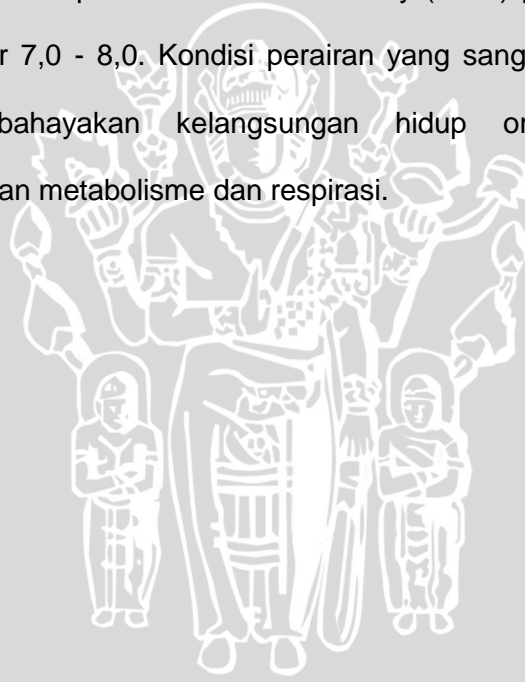 r 7,0 - 8,0. Kondisi perairan yang sang
bahayakan kelangsungan hidup or
an metabolisme dan respirasi.